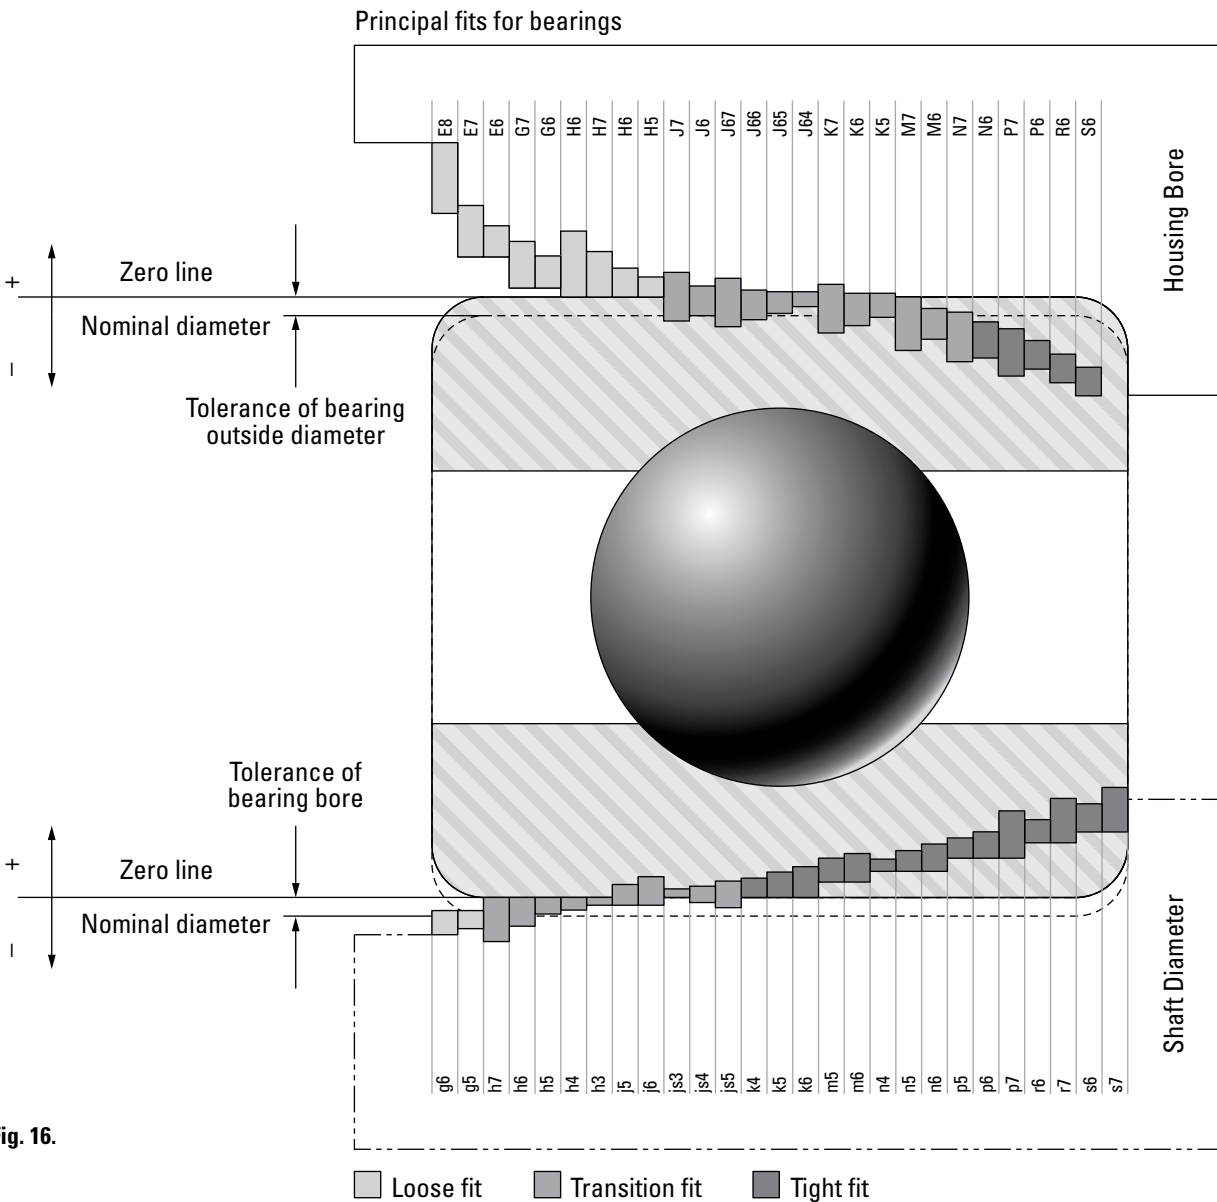 Principal fits for bearings
E8 E7 E6 G7 G6 H6 H7 H6 H5 J7 J6 J67 J66 J65 J64 K7 K6 K5 M7 M6 N7 N6 P7 P6 R6 S6
Housing Bore
+
Zero line
Nominal diameter
–
Tolerance of bearing
outside diameter
Tolerance of
bearing bore
+
Zero line
Nominal diameter
–
Shaft Diameter
g6 g5 h7 h6 h5 h4 h3 j5 j6 js3 js4 js5 k4 k5 k6 m5 m6 n4 n5 n6 p5 p6 p7 r6 r7 s6 s7
ig. 16.
Loose fit Transition fit Tight fit